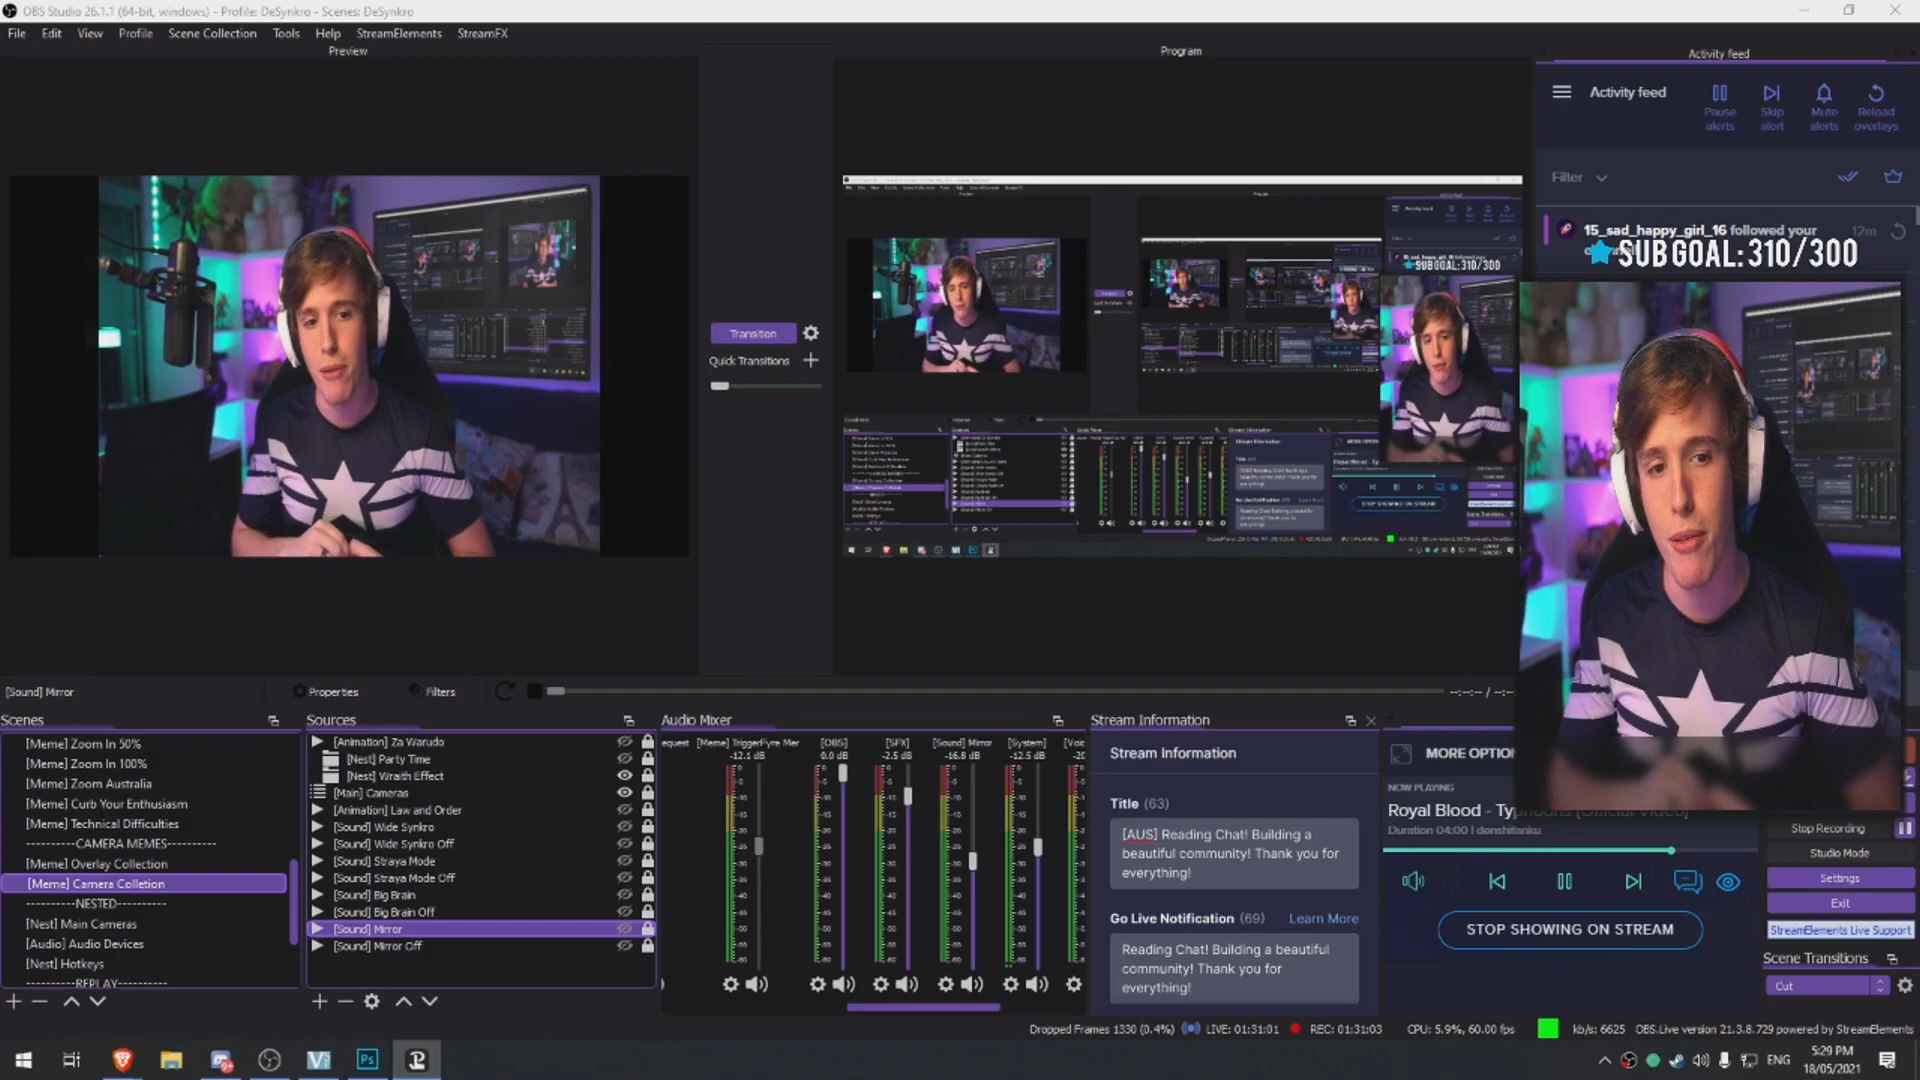 OBS Studio 26.1.1 (64-bit, windows) - Profile: DeSynkro - Scenes: DeSynkro
File Edit View Profile Scene Collection Tools Help StreamElements StreamFX
Preview
Program
Activity feed
Activity feed
Pause alerts
Skip alert
Mute alerts
Reload overlays
Filter
15_sad_happy_girl_16 followed your
12m
SUB GOAL: 310/300
Transition
Quick Transitions
[Sound] Mirror
Properties
Filters
--:--:-- / --:--
Scenes
[Meme] Zoom In 50%
[Meme] Zoom In 100%
[Meme] Zoom Australia
[Meme] Curb Your Enthusiasm
[Meme] Technical Difficulties
----------CAMERA MEMES----------
[Meme] Overlay Collection
[Meme] Camera Colletion
----------NESTED----------
[Nest] Main Cameras
[Audio] Audio Devices
[Nest] Hotkeys
----------REPLAY----------
Sources
[Animation] Za Warudo
[Nest] Party Time
[Nest] Wraith Effect
[Main] Cameras
[Animation] Law and Order
[Sound] Wide Synkro
[Sound] Wide Synkro Off
[Sound] Straya Mode
[Sound] Straya Mode Off
[Sound] Big Brain
[Sound] Big Brain Off
[Sound] Mirror
[Sound] Mirror Off
Audio Mixer
equest [Meme] TriggerFyre Mer [OBS] [SFX] [Sound] Mirror [System] [Voic
-12.1 dB 0.0 dB -2.5 dB -16.8 dB -12.5 dB -20
Stream Information
Stream Information
Title (63)
[AUS] Reading Chat! Building a
beautiful community! Thank you for
everything!
Go Live Notification (69) Learn More
Reading Chat! Building a beautiful
community! Thank you for
everything!
MORE OPTIO
NOW PLAYING
Royal Blood - Typhoons [Official Video]
Duration 04:00 | denshifanku
STOP SHOWING ON STREAM
Stop Recording
Studio Mode
Settings
Exit
StreamElements Live Support
Scene Transitions
Cut
Dropped Frames 1330 (0.4%) LIVE: 01:31:01 REC: 01:31:03 CPU: 5.9%, 60.00 fps kb/s: 6625 OBS.Live version 21.3.8.729 powered by StreamElements
Ps
ENG
5:29 PM
18/05/2021